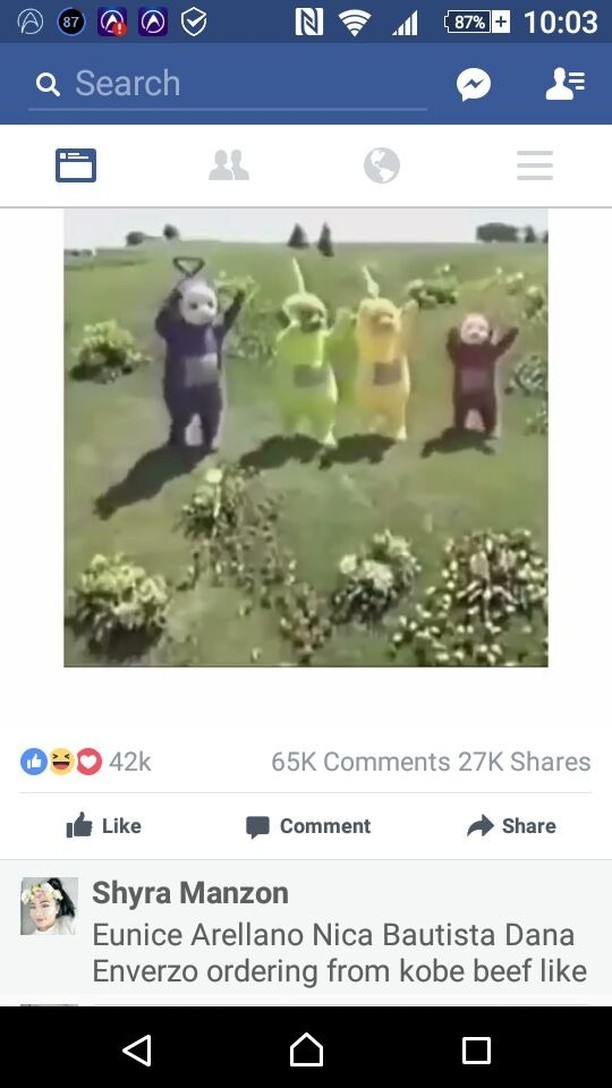 87
87%
10:03
Search
42k
65K Comments 27K Shares
Like
Comment
Share
Shyra Manzon
Eunice Arellano Nica Bautista Dana
Enverzo ordering from kobe beef like